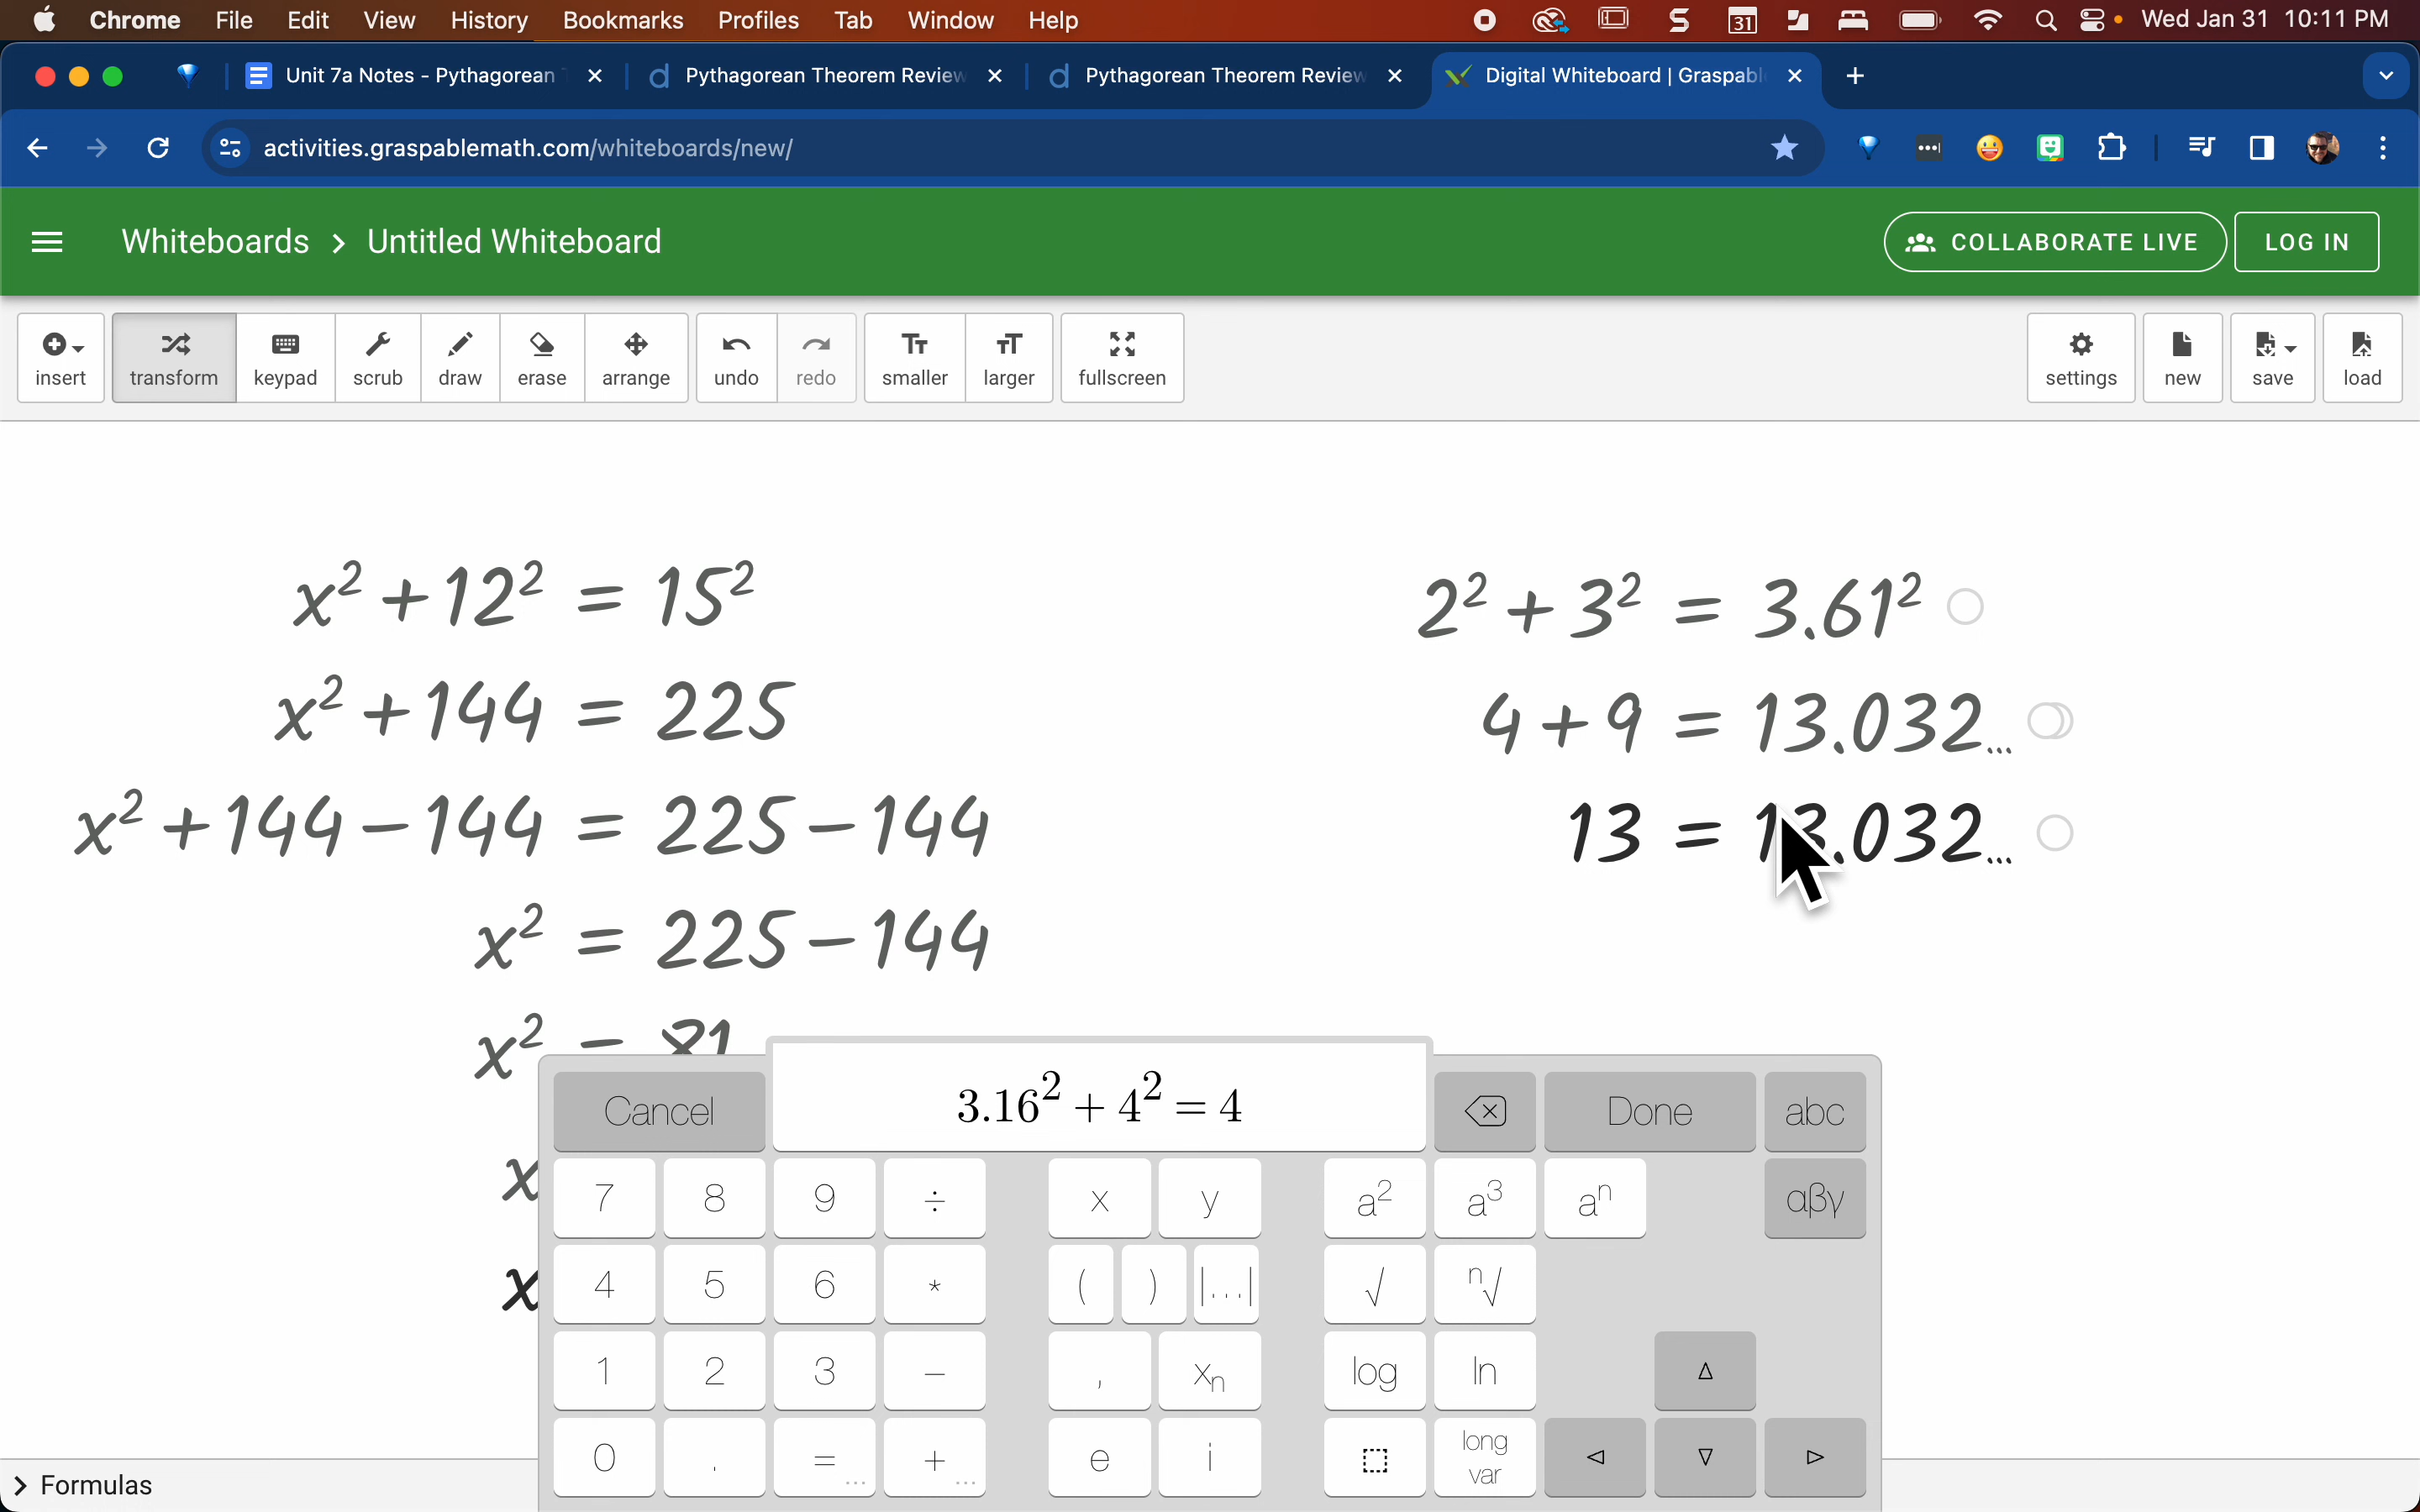 Chrome File Edit View History Bookmarks Profiles Tab Window Help 31 Wed Jan 31 10:11 PM
Unit 7a Notes - Pythagorean Pythagorean Theorem Review Pythagorean Theorem Review Digital Whiteboard | Graspabl
activities.graspablemath.com/whiteboards/new/
Whiteboards > Untitled Whiteboard COLLABORATE LIVE LOG IN
insert transform keypad scrub draw erase arrange undo redo smaller larger fullscreen settings new save load
x² + 12² = 15²
x² + 144 = 225
x² + 144 − 144 = 225 − 144
x² = 225 − 144
x² = 81
x
x
2² + 3² = 3.61²
4 + 9 = 13.032...
13 = 13.032...
Cancel 3.16² + 4² = 4 Done abc
7 8 9 ÷ x y a² a³ aⁿ αβγ
4 5 6 * ( ) |...| √ ⁿ√
1 2 3 − , xₙ log ln
0 . = ... + ... e i long var
> Formulas